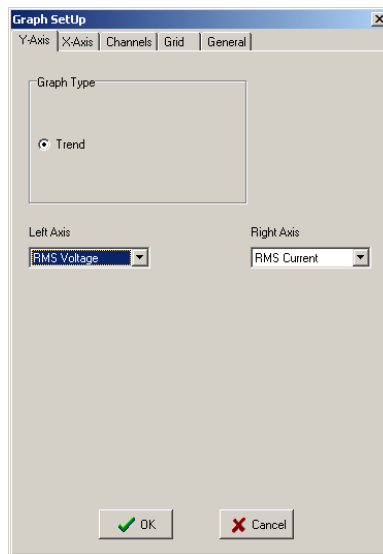 Graph SetUp
Y-Axis X-Axis Channels Grid General
Graph Type
Trend
Left Axis Right Axis
RMS Voltage RMS Current
OK Cancel